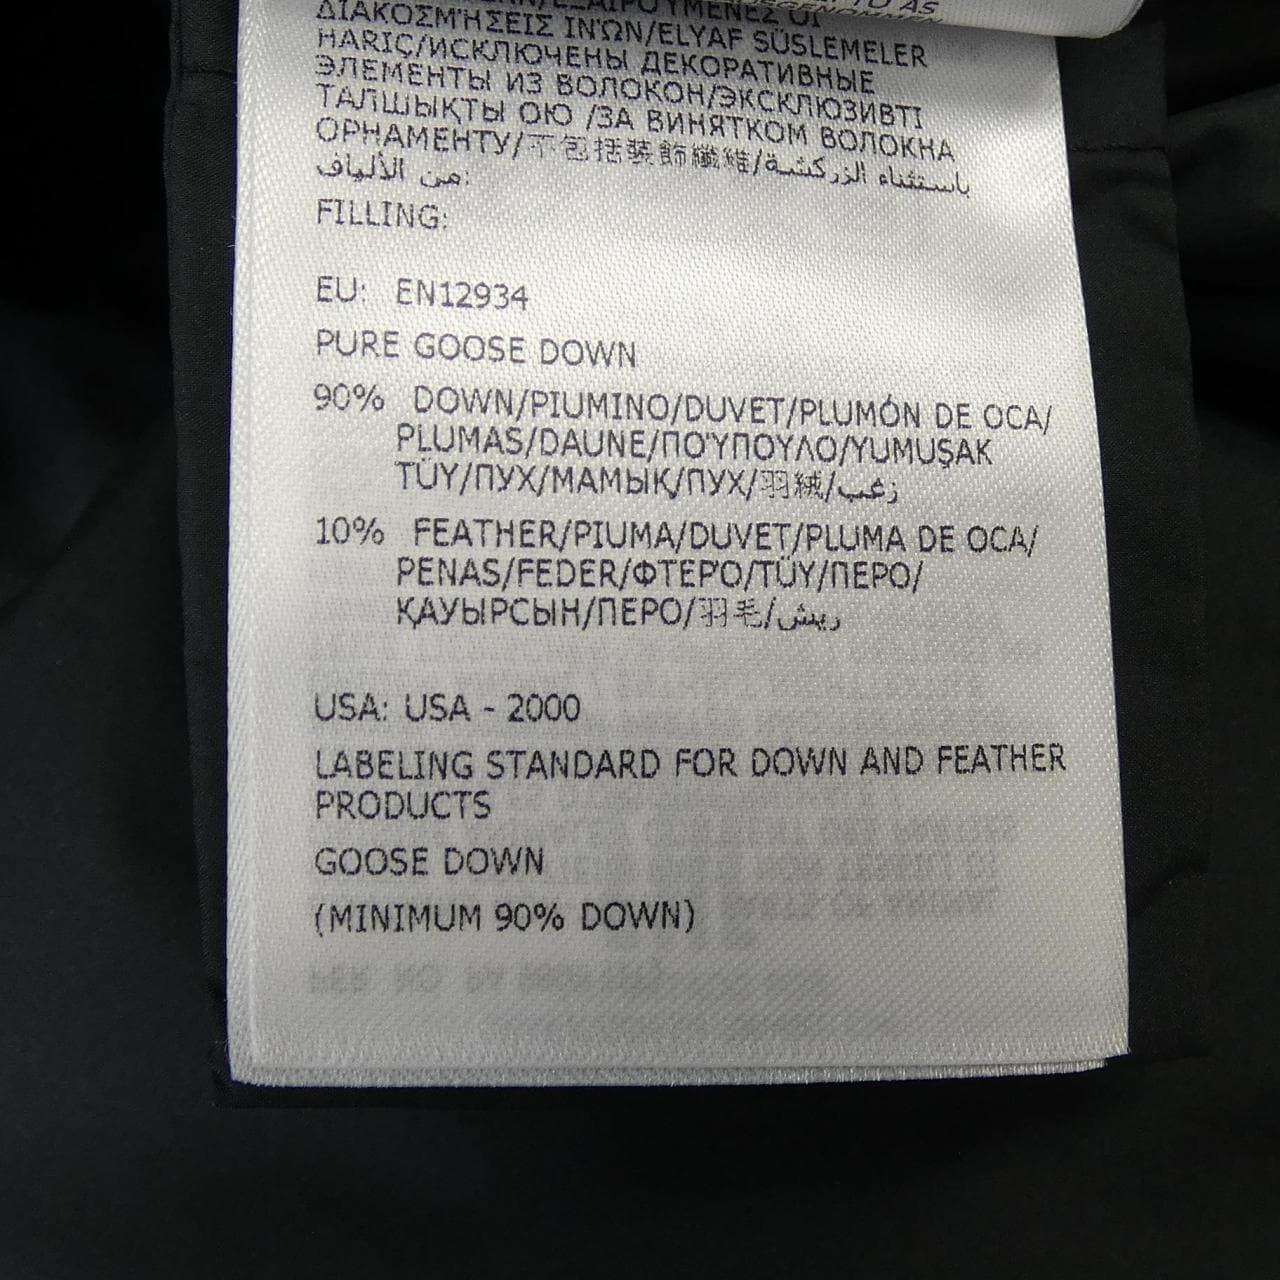 TO AS
ΔΙΑΚΟΣΜΉΣΕΙΣ ΙΝΏΝ/ELYAF SÜSLEMELER
HARİÇ/ИСКЛЮЧЕНЫ ДЕКОРАТИВНЫЕ
ЭЛЕМЕНТЫ ИЗ ВОЛОКОН/ЭКСКЛЮЗИВТІ
ТАЛШЫҚТЫ ОЮ /ЗА ВИНЯТКОМ ВОЛОКНА
ОРНАМЕНТУ/不包括装飾纖維/باستثناء الزركشة
من الألياف:
FILLING:
EU: EN12934
PURE GOOSE DOWN
90% DOWN/PIUMINO/DUVET/PLUMÓN DE OCA/
PLUMAS/DAUNE/ΠΟΎΠΟΥΛΟ/YUMUŞAK
TÜY/ПУХ/МАМЫҚ/ПУХ/羽絨/زغب
10% FEATHER/PIUMA/DUVET/PLUMA DE OCA/
PENAS/FEDER/ΦΤΕΡΌ/TÜY/ПЕРО/
ҚАУЫРСЫН/ПЕРО/羽毛/ريش
USA: USA - 2000
LABELING STANDARD FOR DOWN AND FEATHER
PRODUCTS
GOOSE DOWN
(MINIMUM 90% DOWN)